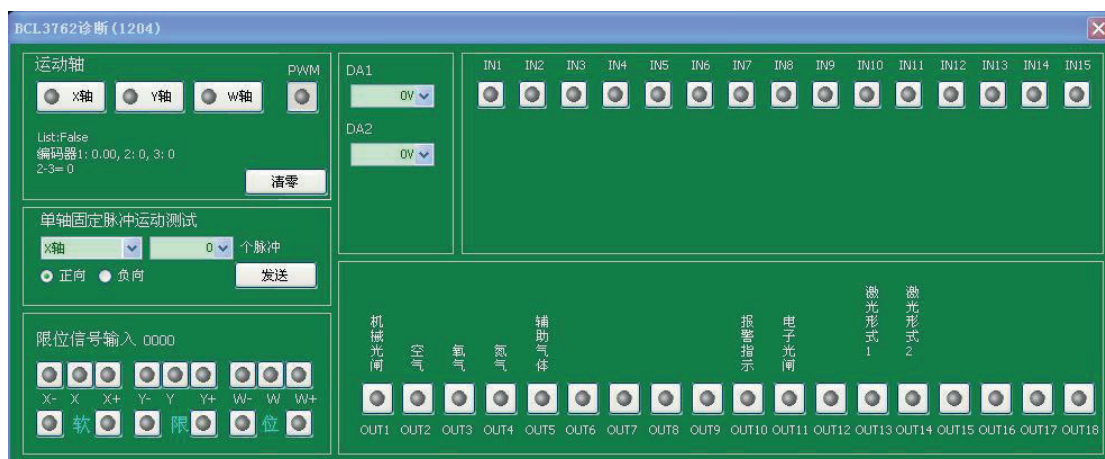 BCL3762诊断(1204)
运动轴
PWM
X轴 Y轴 W轴
List:False
编码器1: 0.00, 2: 0, 3: 0
2-3= 0
清零
单轴固定脉冲运动测试
X轴 0 个脉冲
正向 负向 发送
限位信号输入 0000
X- X X+ Y- Y Y+ W- W W+
软 限 位
DA1
0V
DA2
0V
IN1 IN2 IN3 IN4 IN5 IN6 IN7 IN8 IN9 IN10 IN11 IN12 IN13 IN14 IN15
机械光闸
空气
氧气
氮气
辅助气体
报警指示
电子光闸
激光形式1
激光形式2
OUT1 OUT2 OUT3 OUT4 OUT5 OUT6 OUT7 OUT8 OUT9 OUT10 OUT11 OUT12 OUT13 OUT14 OUT15 OUT16 OUT17 OUT18